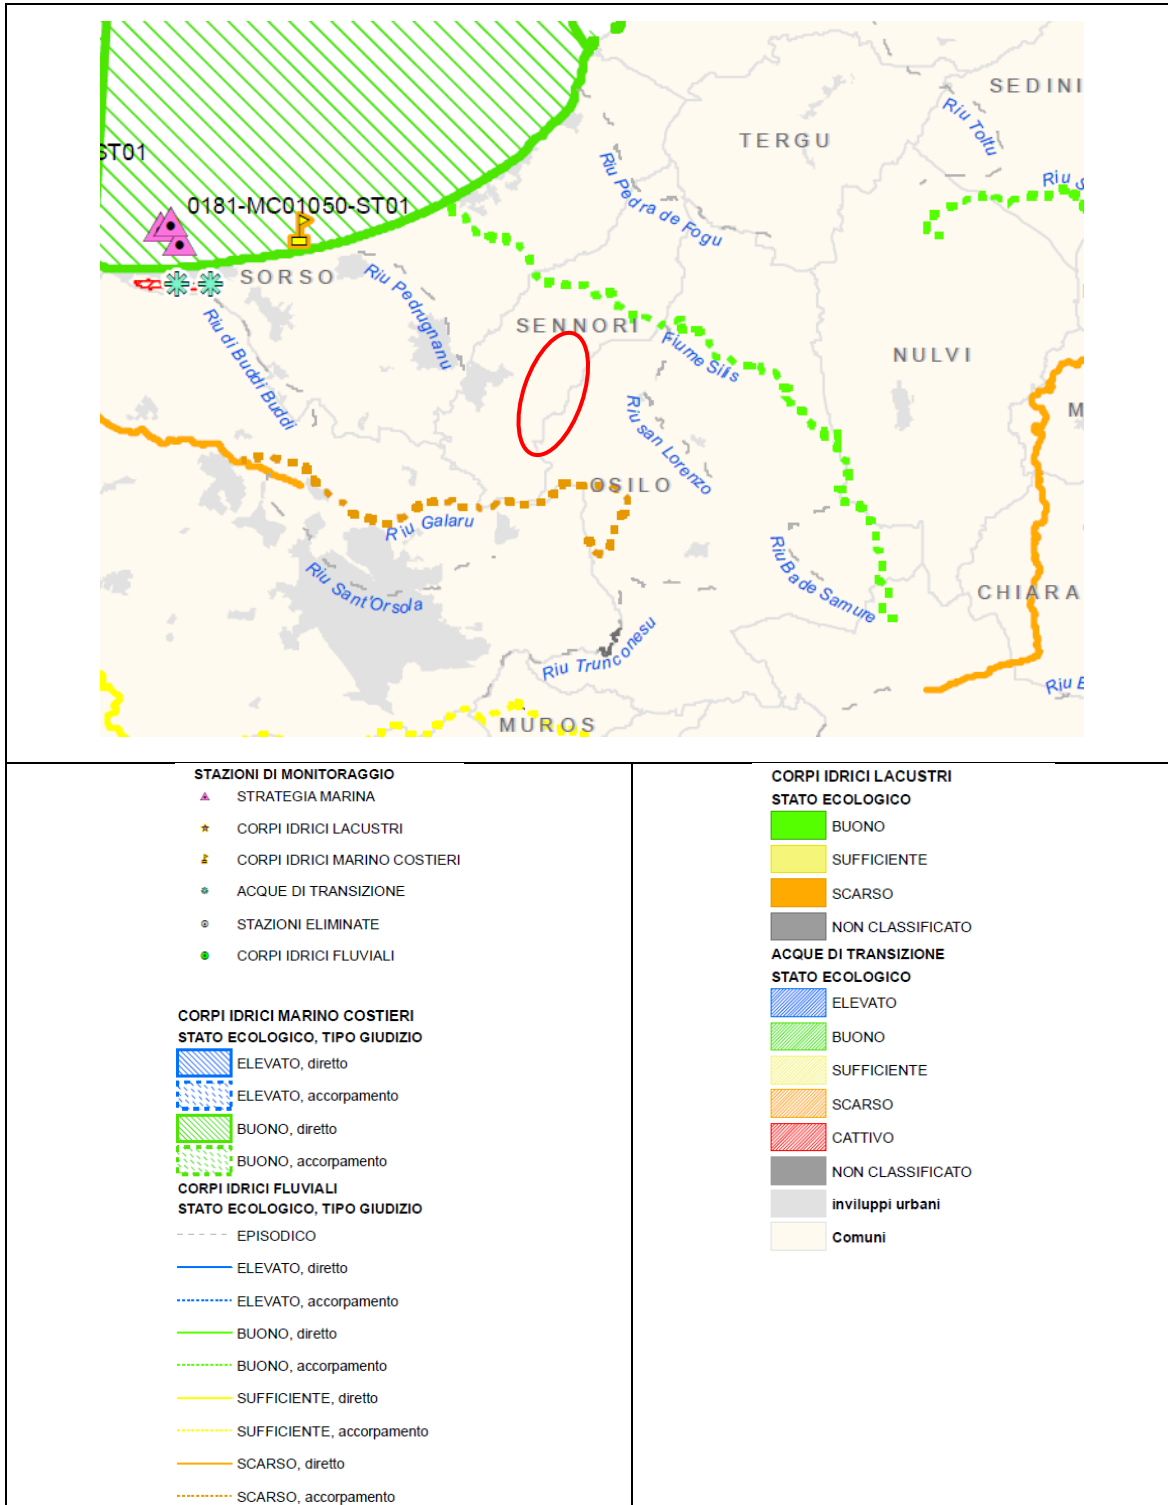 SEDINI
Riu Toltu
TERGU
ST01
Riu Pedra de Fogu
Riu S
0181-MC01050-ST01
SORSO
Riu Pedrugnanu
SENNORI
Riu di Buddi Buddi
Fiume Silis
NULVI
M
Riu san Lorenzo
OSILO
Riu Galaru
Riu Bade Samure
Riu Sant'Orsola
CHIARA
Riu Trunconesu
Riu E
MUROS
STAZIONI DI MONITORAGGIO
STRATEGIA MARINA
CORPI IDRICI LACUSTRI
CORPI IDRICI MARINO COSTIERI
ACQUE DI TRANSIZIONE
STAZIONI ELIMINATE
CORPI IDRICI FLUVIALI
CORPI IDRICI MARINO COSTIERI
STATO ECOLOGICO, TIPO GIUDIZIO
ELEVATO, diretto
ELEVATO, accorpamento
BUONO, diretto
BUONO, accorpamento
CORPI IDRICI FLUVIALI
STATO ECOLOGICO, TIPO GIUDIZIO
EPISODICO
ELEVATO, diretto
ELEVATO, accorpamento
BUONO, diretto
BUONO, accorpamento
SUFFICIENTE, diretto
SUFFICIENTE, accorpamento
SCARSO, diretto
SCARSO, accorpamento
CORPI IDRICI LACUSTRI
STATO ECOLOGICO
BUONO
SUFFICIENTE
SCARSO
NON CLASSIFICATO
ACQUE DI TRANSIZIONE
STATO ECOLOGICO
ELEVATO
BUONO
SUFFICIENTE
SCARSO
CATTIVO
NON CLASSIFICATO
inviluppi urbani
Comuni